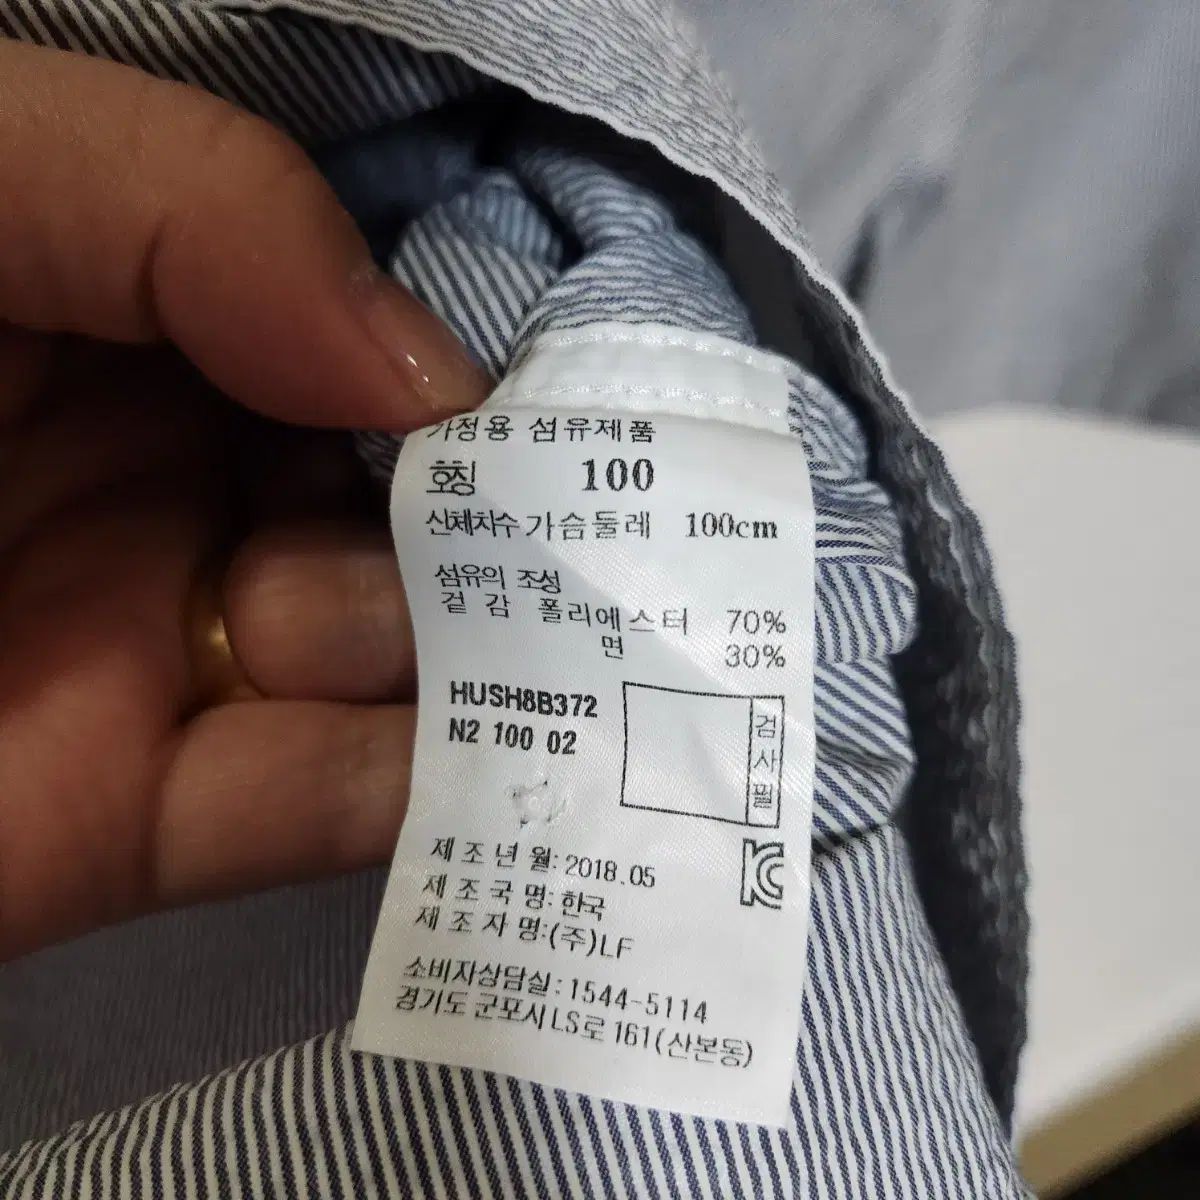 가정용 섬유제품
호칭 100
신체치수 가슴둘레 100cm
섬유의 조성
겉감 폴리에스터 70%
면 30%
HUSH8B372
N2 100 02
검사필
KC
제조년월: 2018.05
제조국명: 한국
제조자명:(주)LF
소비자상담실:1544-5114
경기도 군포시 LS로 161(산본동)